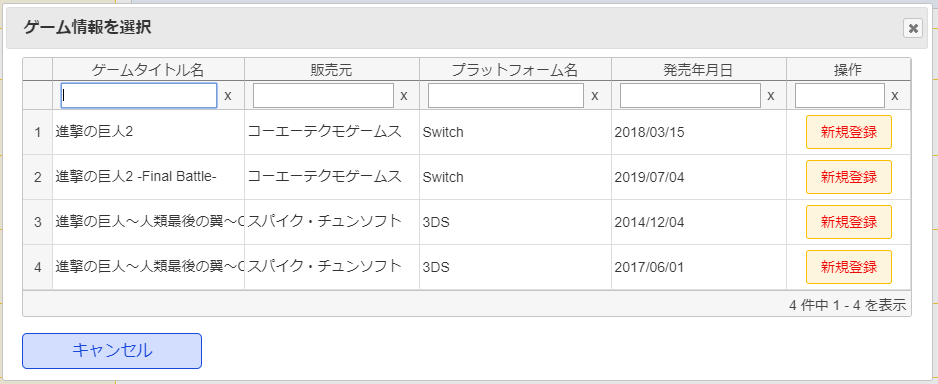 ゲーム情報を選択
ゲームタイトル名 販売元 プラットフォーム名 発売年月日 操作
x x x x x
1 進撃の巨人2 コーエーテクモゲームス Switch 2018/03/15 新規登録
2 進撃の巨人2 -Final Battle- コーエーテクモゲームス Switch 2019/07/04 新規登録
3 進撃の巨人~人類最後の翼~C スパイク・チュンソフト 3DS 2014/12/04 新規登録
4 進撃の巨人~人類最後の翼~C スパイク・チュンソフト 3DS 2017/06/01 新規登録
4 件中 1 - 4 を表示
キャンセル